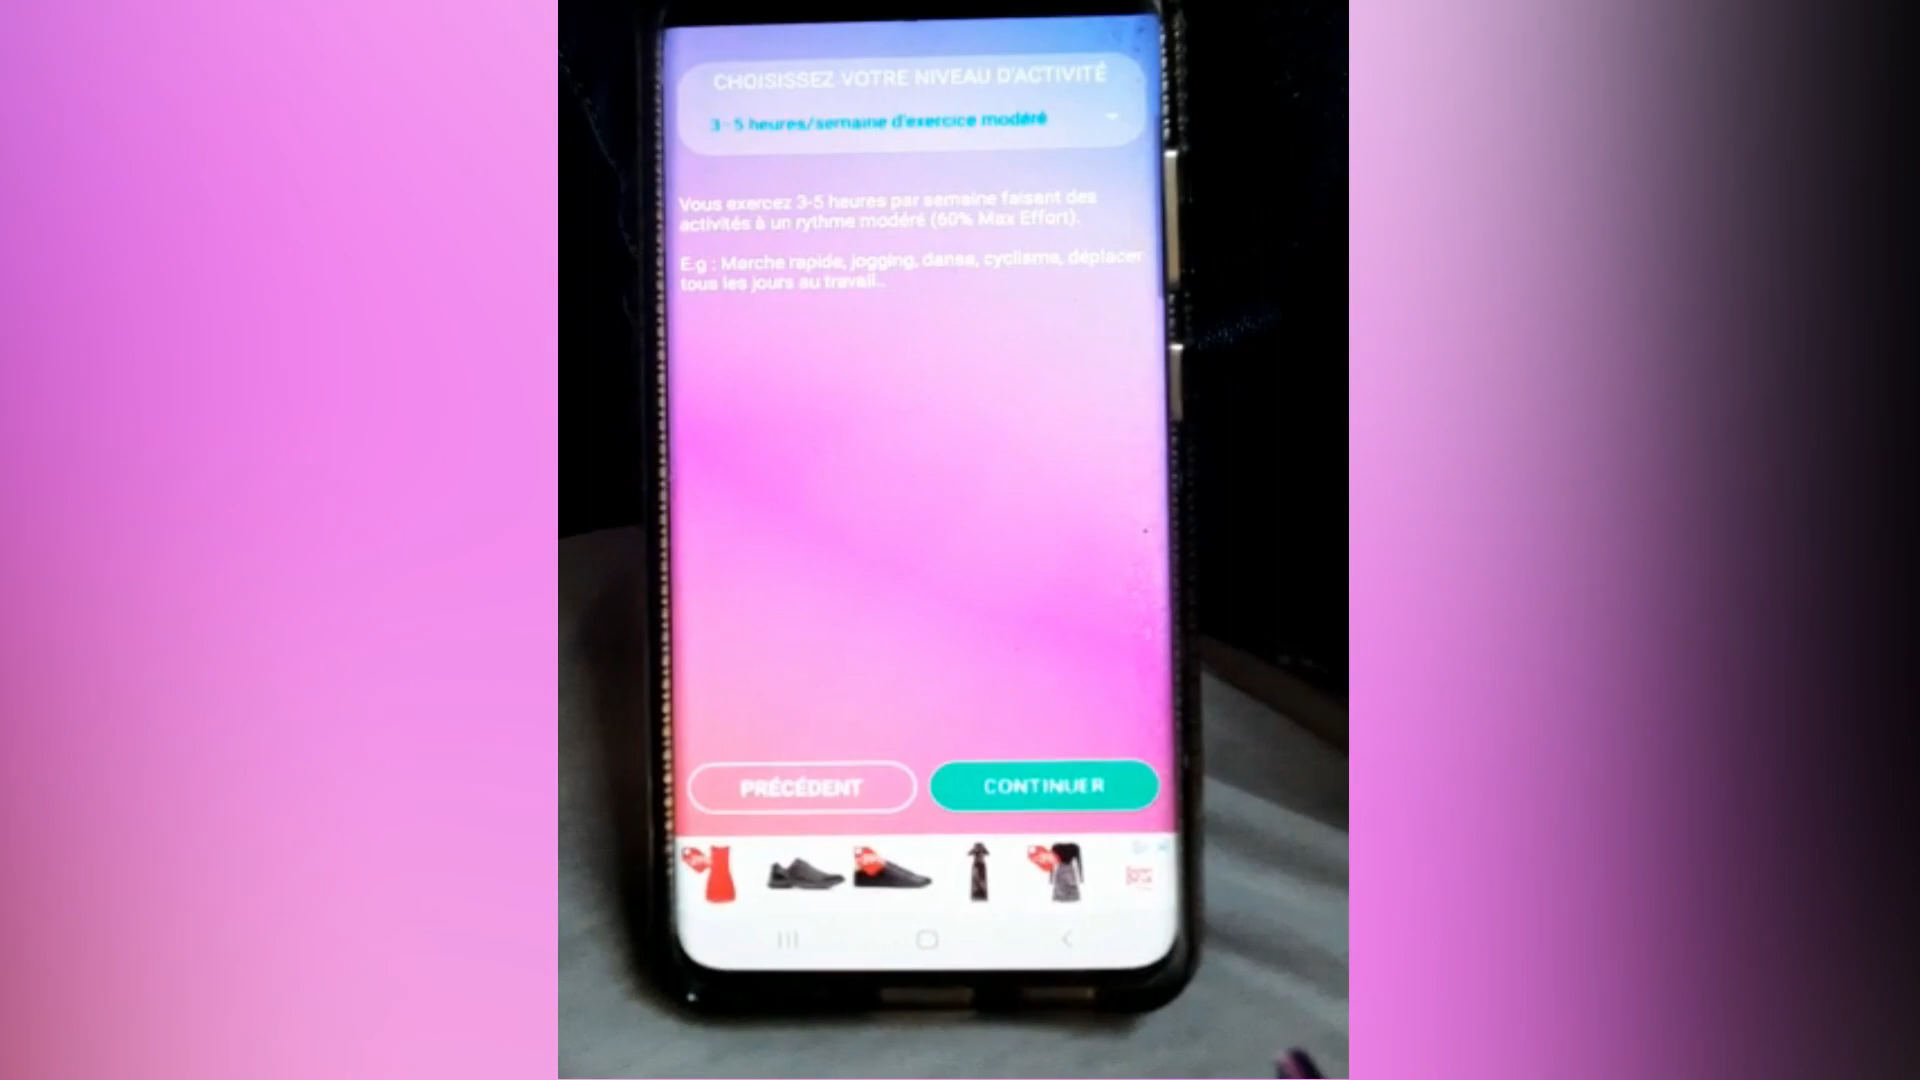 CHOISISSEZ VOTRE NIVEAU D'ACTIVITÉ
3-5 heures/semaine d'exercice modéré
Vous exercez 3-5 heures par semaine faisant des
activités à un rythme modéré (60% Max Effort).
E.g : Marche rapide, jogging, danse, cyclisme, déplacer
tous les jours au travail..
PRÉCÉDENT
CONTINUER